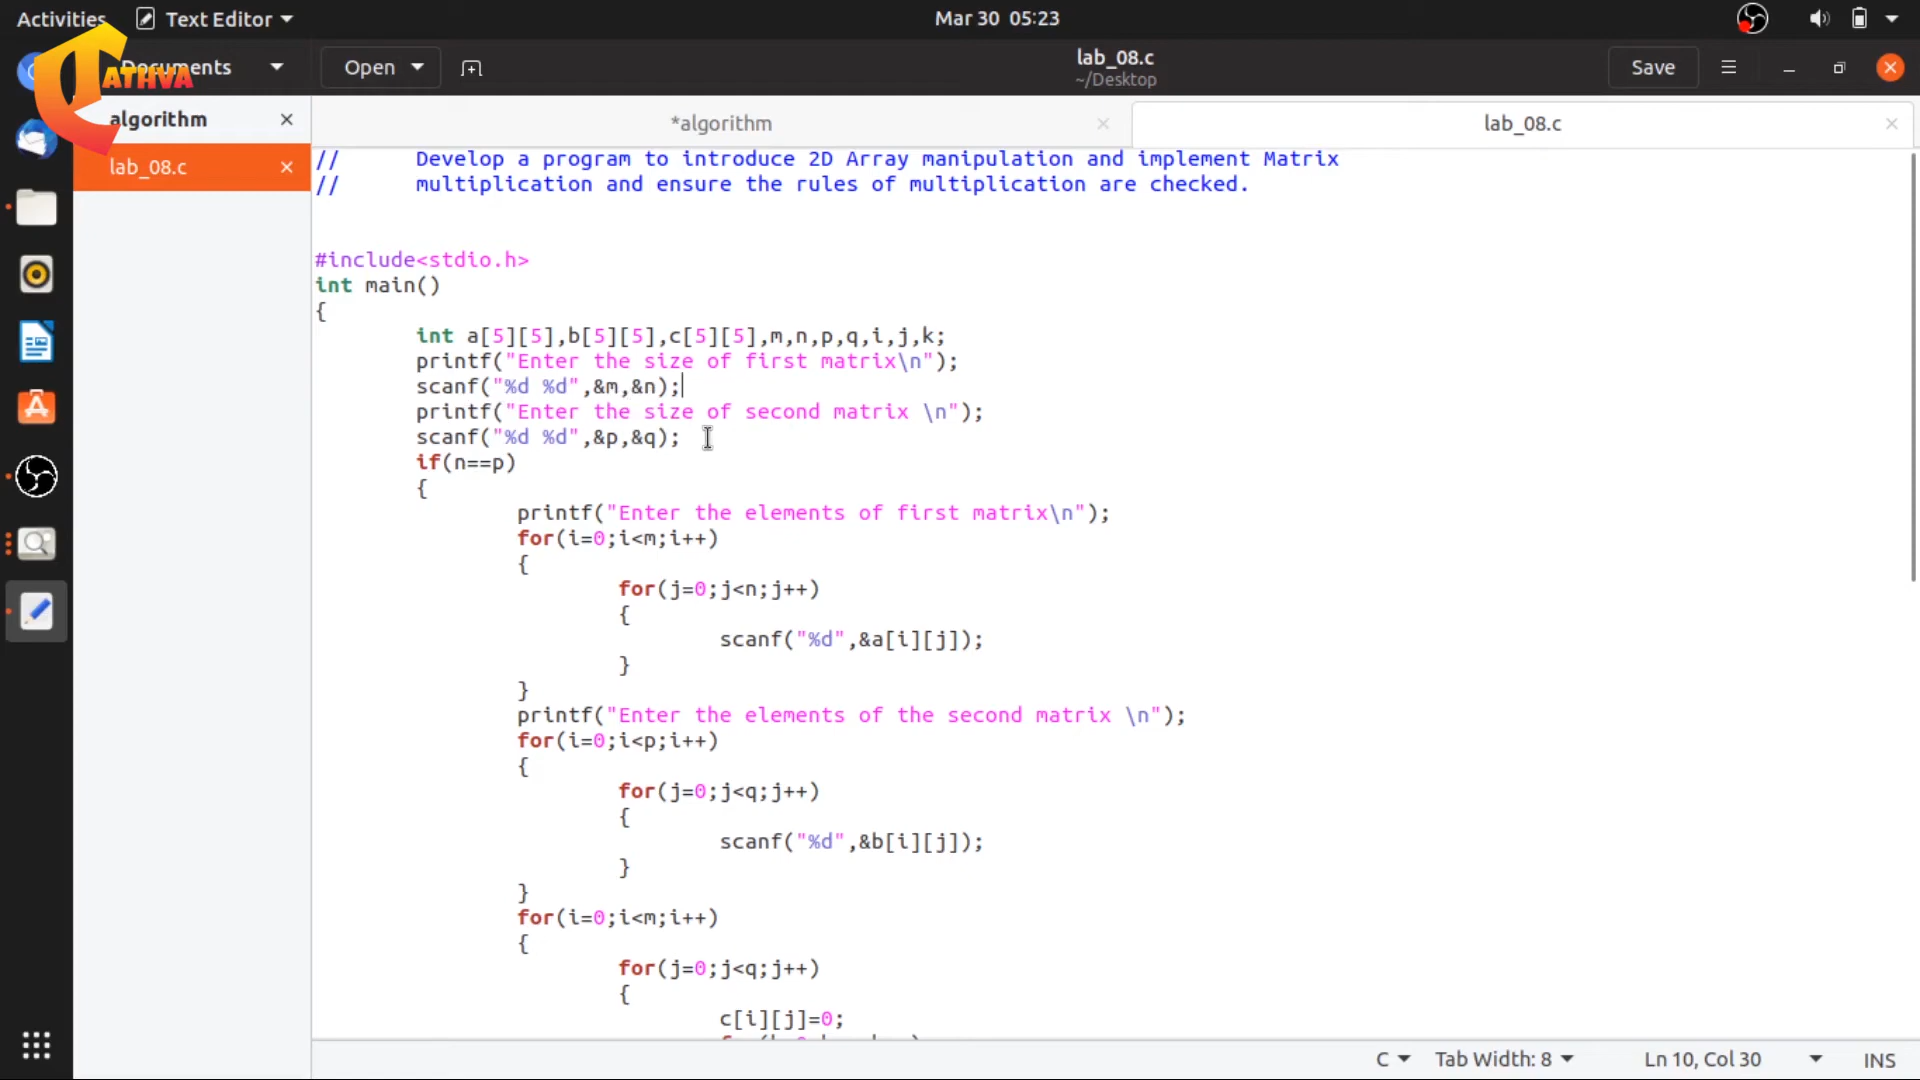 Activities
Text Editor
Mar 30 05:23
Documents
Open
lab_08.c
~/Desktop
Save
ATHVA
algorithm
*algorithm
lab_08.c
lab_08.c
// Develop a program to introduce 2D Array manipulation and implement Matrix
// multiplication and ensure the rules of multiplication are checked.
#include<stdio.h>
int main()
{
int a[5][5],b[5][5],c[5][5],m,n,p,q,i,j,k;
printf("Enter the size of first matrix\n");
scanf("%d %d",&m,&n);
printf("Enter the size of second matrix \n");
scanf("%d %d",&p,&q);
if(n==p)
{
printf("Enter the elements of first matrix\n");
for(i=0;i<m;i++)
{
for(j=0;j<n;j++)
{
scanf("%d",&a[i][j]);
}
}
printf("Enter the elements of the second matrix \n");
for(i=0;i<p;i++)
{
for(j=0;j<q;j++)
{
scanf("%d",&b[i][j]);
}
}
for(i=0;i<m;i++)
{
for(j=0;j<q;j++)
{
c[i][j]=0;
C
Tab Width: 8
Ln 10, Col 30
INS